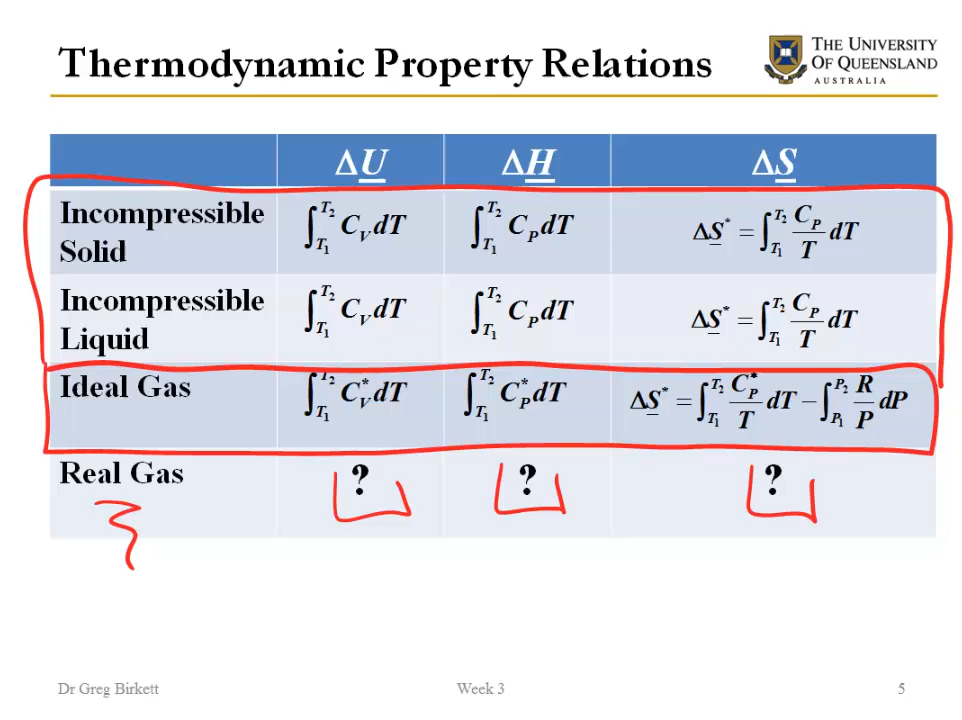 Thermodynamic Property Relations
THE UNIVERSITY
OF QUEENSLAND
AUSTRALIA
ΔU ΔH ΔS
Incompressible Solid ∫_{T₁}^{T₂} C_V dT ∫_{T₁}^{T₂} C_P dT ΔS* = ∫_{T₁}^{T₂} C_P/T dT
Incompressible Liquid ∫_{T₁}^{T₂} C_V dT ∫_{T₁}^{T₂} C_P dT ΔS* = ∫_{T₁}^{T₂} C_P/T dT
Ideal Gas ∫_{T₁}^{T₂} C_V* dT ∫_{T₁}^{T₂} C_P* dT ΔS* = ∫_{T₁}^{T₂} C_P*/T dT − ∫_{P₁}^{P₂} R/P dP
Real Gas ? ? ?
Dr Greg Birkett Week 3 5